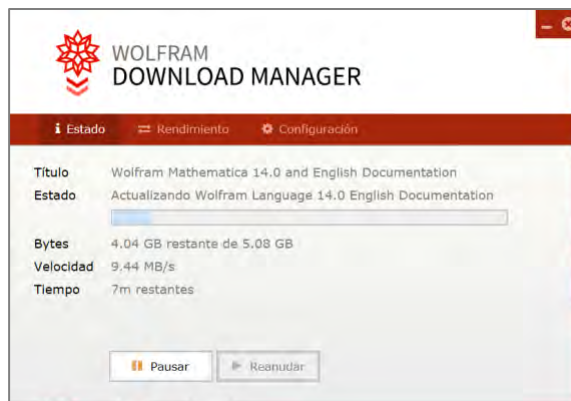 WOLFRAM
DOWNLOAD MANAGER
Estado Rendimiento Configuración
Título Wolfram Mathematica 14.0 and English Documentation
Estado Actualizando Wolfram Language 14.0 English Documentation
Bytes 4.04 GB restante de 5.08 GB
Velocidad 9.44 MB/s
Tiempo 7m restantes
Pausar Reanudar